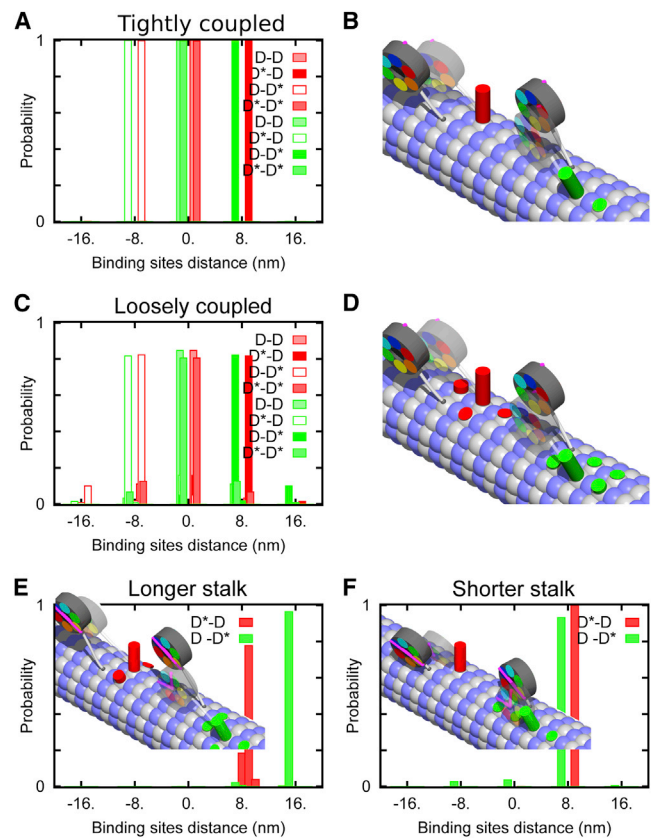 A
Tightly coupled
1
0
Probability
D-D
D*-D
D-D*
D*-D*
D-D
D*-D
D-D*
D*-D*
-16.
-8.
0.
8.
16.
Binding sites distance (nm)
B
C
Loosely coupled
1
0
Probability
D-D
D*-D
D-D*
D*-D*
D-D
D*-D
D-D*
D*-D*
-16.
-8.
0.
8.
16.
Binding sites distance (nm)
D
E
Longer stalk
1
0
Probability
D*-D
D -D*
-16.
-8.
0.
8.
16.
Binding sites distance (nm)
F
Shorter stalk
1
0
Probability
D*-D
D -D*
-16.
-8.
0.
8.
16.
Binding sites distance (nm)